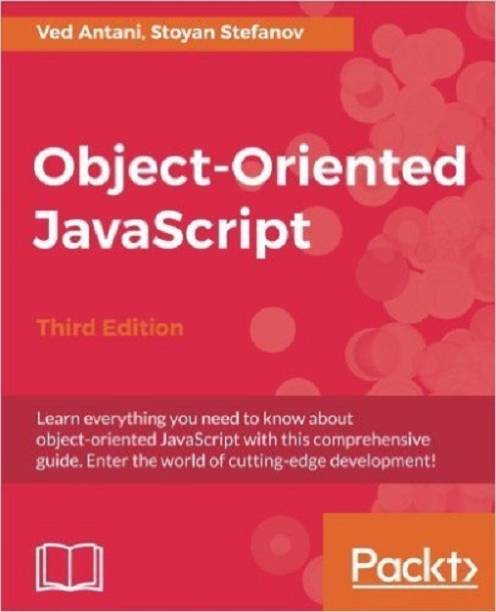 Ved Antani, Stoyan Stefanov
Object-Oriented
JavaScript
Third Edition
Learn everything you need to know about
object-oriented JavaScript with this comprehensive
guide. Enter the world of cutting-edge development!
Packt>